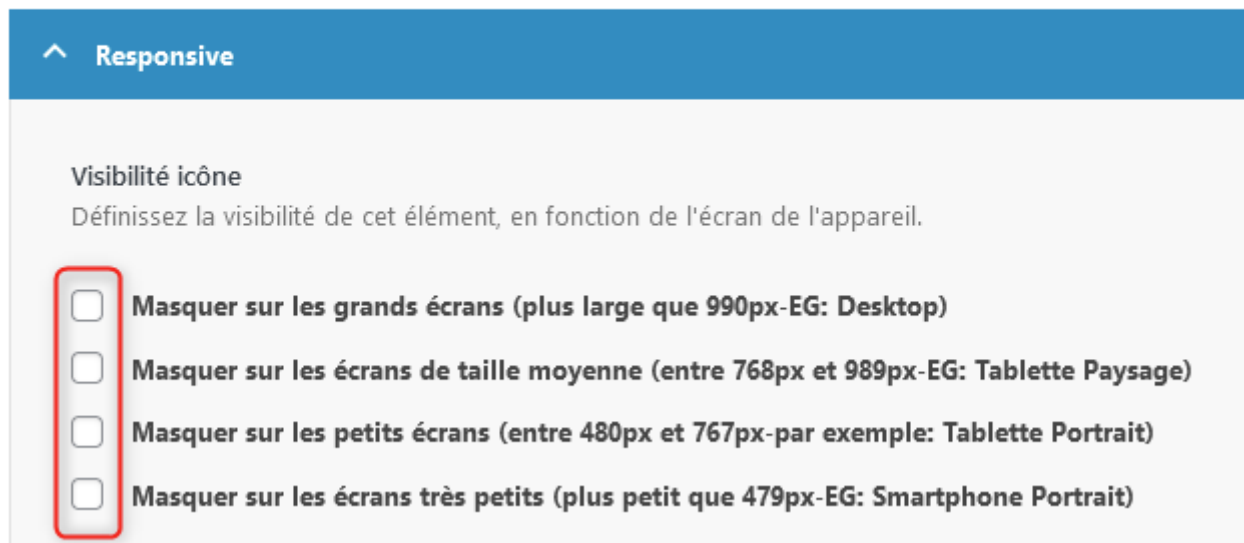 Responsive
Visibilité icône
Définissez la visibilité de cet élément, en fonction de l'écran de l'appareil.
Masquer sur les grands écrans (plus large que 990px-EG: Desktop)
Masquer sur les écrans de taille moyenne (entre 768px et 989px-EG: Tablette Paysage)
Masquer sur les petits écrans (entre 480px et 767px-par exemple: Tablette Portrait)
Masquer sur les écrans très petits (plus petit que 479px-EG: Smartphone Portrait)